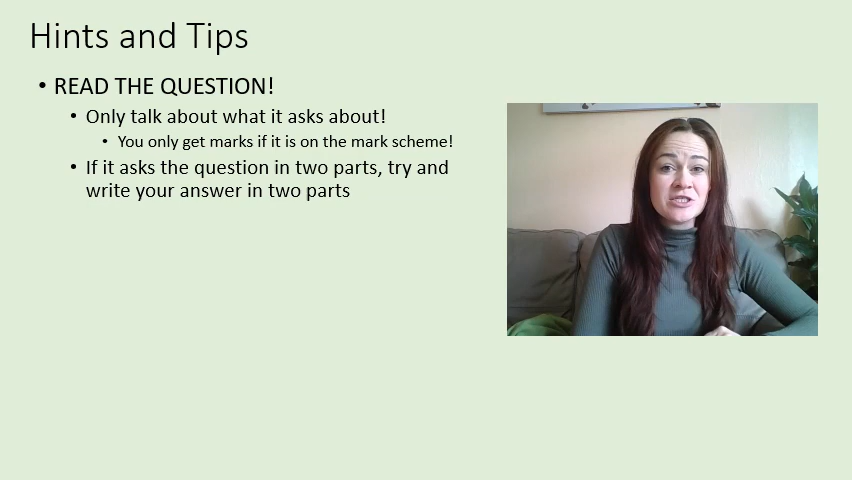 Hints and Tips
• READ THE QUESTION!
• Only talk about what it asks about!
• You only get marks if it is on the mark scheme!
• If it asks the question in two parts, try and
write your answer in two parts